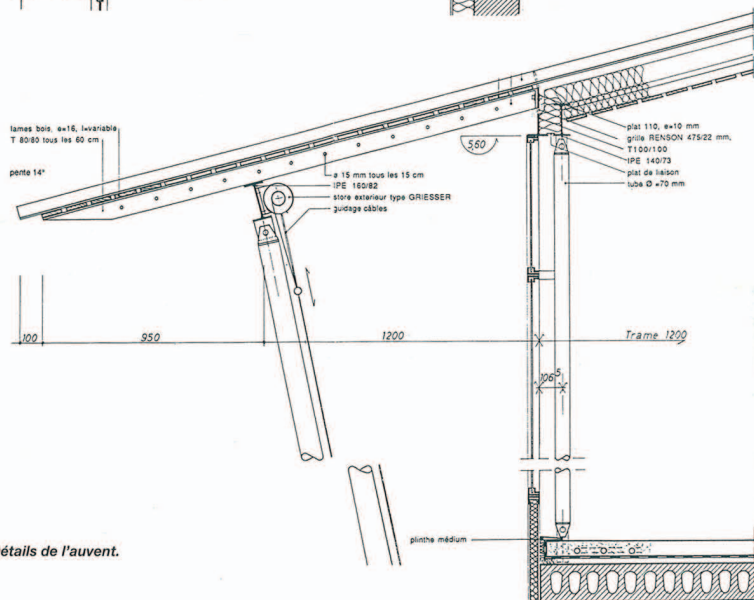 T
lames bois, e=16, l=variable
T 80/80 tous les 60 cm
pente 14°
ø 15 mm tous les 15 cm
IPE 160/82
store exterieur type GRIESSER
guidage câbles
5,60
plat 110, e=10 mm
grille RENSON 475/22 mm,
T100/100
IPE 140/73
plat de liaison
tube Ø =70 mm
100
950
1200
Trame 1200
106,5
plinthe médium
étails de l'auvent.